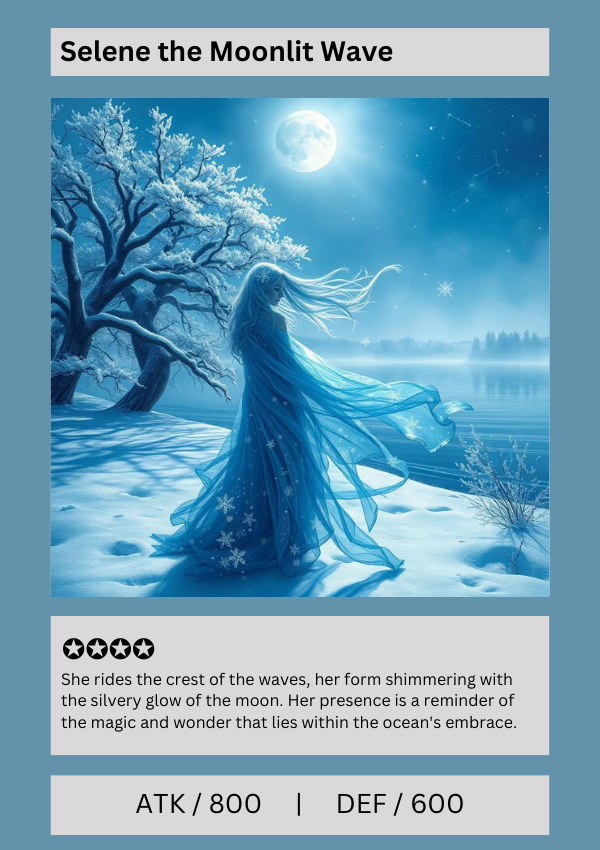 Selene the Moonlit Wave
✪✪✪✪
She rides the crest of the waves, her form shimmering with
the silvery glow of the moon. Her presence is a reminder of
the magic and wonder that lies within the ocean's embrace.
ATK / 800 | DEF / 600